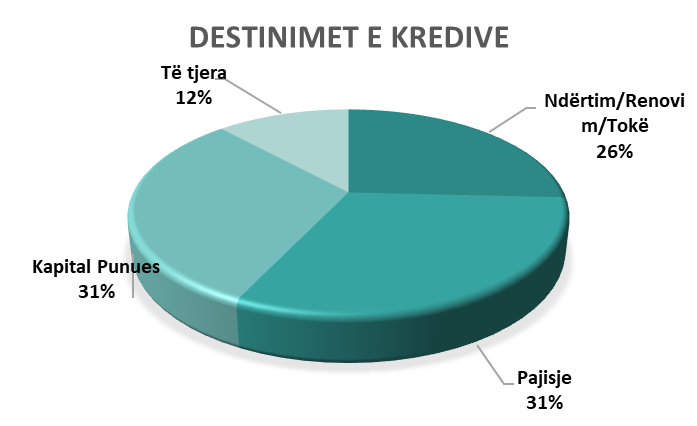 DESTINIMET E KREDIVE
Të tjera
12%
Ndërtim/Renovi
m/Tokë
26%
Kapital Punues
31%
Pajisje
31%